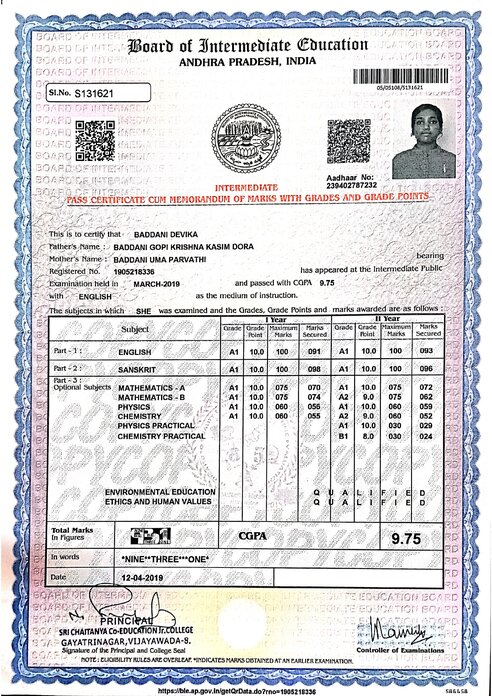 Board of Intermediate Education
ANDHRA PRADESH, INDIA
05/05108/S131621
Sl.No. S131621
Aadhaar No:
239402787232
INTERMEDIATE
PASS CERTIFICATE CUM MEMORANDUM OF MARKS WITH GRADES AND GRADE POINTS
This is to certify that BADDANI DEVIKA
Father's Name : BADDANI GOPI KRISHNA KASIM DORA
Mother's Name : BADDANI UMA PARVATHI bearing
Registered No. 1905218336 has appeared at the Intermediate Public
Examination held in MARCH-2019 and passed with CGPA 9.75
with ENGLISH as the medium of instruction.
The subjects in which SHE was examined and the Grades, Grade Points and marks awarded are as follows :
Subject I Year II Year
Grade Grade Point Maximum Marks Marks Secured Grade Grade Point Maximum Marks Marks Secured
Part - 1 : ENGLISH A1 10.0 100 091 A1 10.0 100 093
Part - 2 : SANSKRIT A1 10.0 100 098 A1 10.0 100 096
Part - 3 :
Optional Subjects MATHEMATICS - A A1 10.0 075 070 A1 10.0 075 072
MATHEMATICS - B A1 10.0 075 074 A2 9.0 075 062
PHYSICS A1 10.0 060 056 A1 10.0 060 059
CHEMISTRY A1 10.0 060 055 A2 9.0 060 052
PHYSICS PRACTICAL A1 10.0 030 029
CHEMISTRY PRACTICAL B1 8.0 030 024
ENVIRONMENTAL EDUCATION Q U A L I F I E D
ETHICS AND HUMAN VALUES Q U A L I F I E D
Total Marks
In Figures CGPA 9.75
In words *NINE**THREE***ONE*
Date 12-04-2019
PRINCIPAL
SRI CHAITANYA Co-EDUCATION Jr.COLLEGE
GAYATRINAGAR, VIJAYAWADA-8.
Signature of the Principal and College Seal
Controller of Examinations
NOTE : ELIGIBILITY RULES ARE OVERLEAF. *INDICATES MARKS OBTAINED AT AN EARLIER EXAMINATION.
https://bie.ap.gov.in/getQrData.do?rno=1905218336